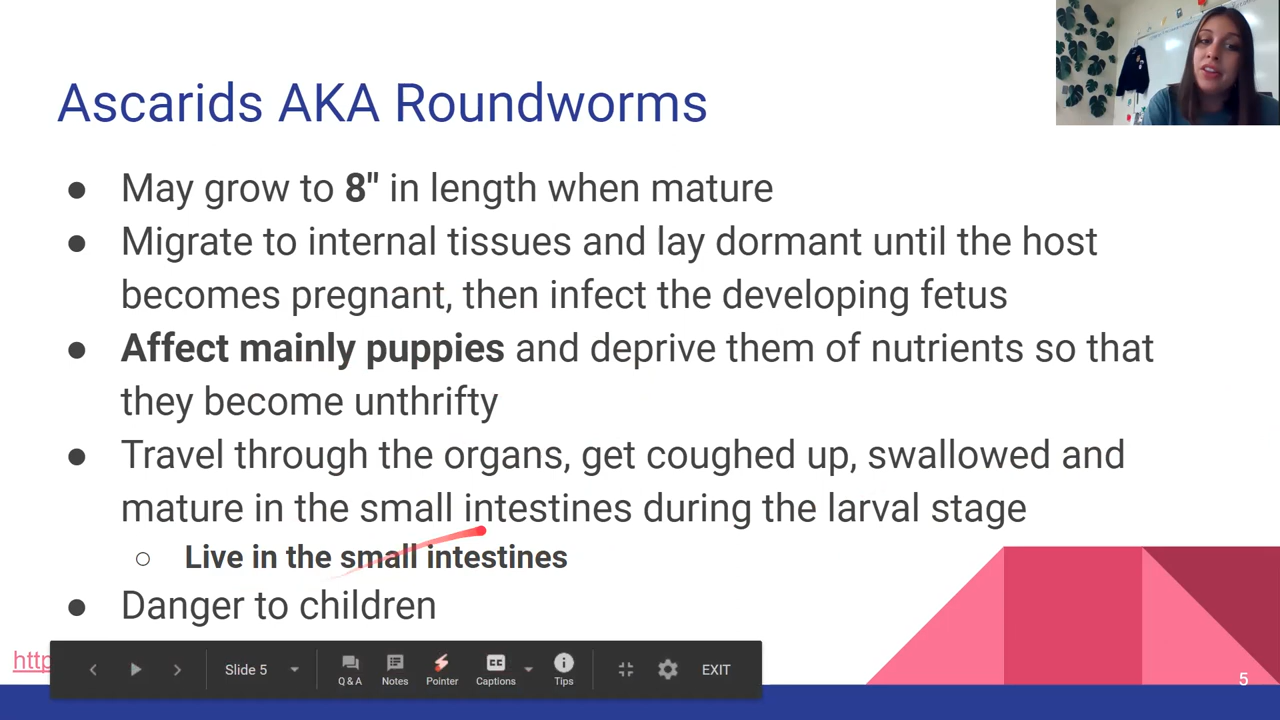 Ascarids AKA Roundworms
● May grow to 8" in length when mature
● Migrate to internal tissues and lay dormant until the host
becomes pregnant, then infect the developing fetus
● Affect mainly puppies and deprive them of nutrients so that
they become unthrifty
● Travel through the organs, get coughed up, swallowed and
mature in the small intestines during the larval stage
○ Live in the small intestines
● Danger to children
http
Slide 5
Q & A
Notes
Pointer
Captions
Tips
EXIT
5